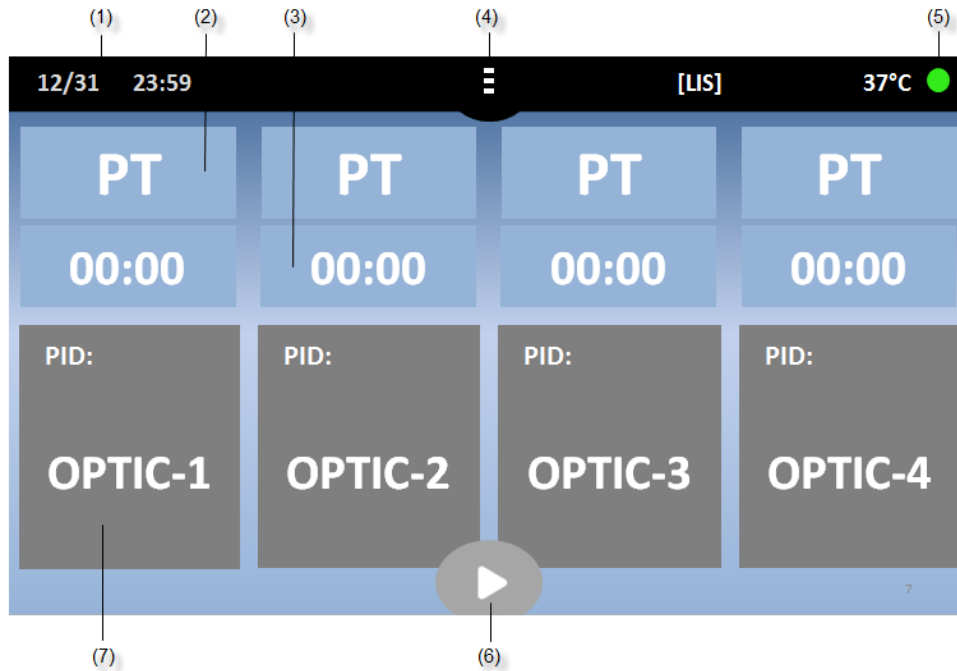 (1) (2) (3) (4) (5)
12/31 23:59 [LIS] 37°C
PT PT PT PT
00:00 00:00 00:00 00:00
PID: PID: PID: PID:
OPTIC-1 OPTIC-2 OPTIC-3 OPTIC-4
7
(7) (6)